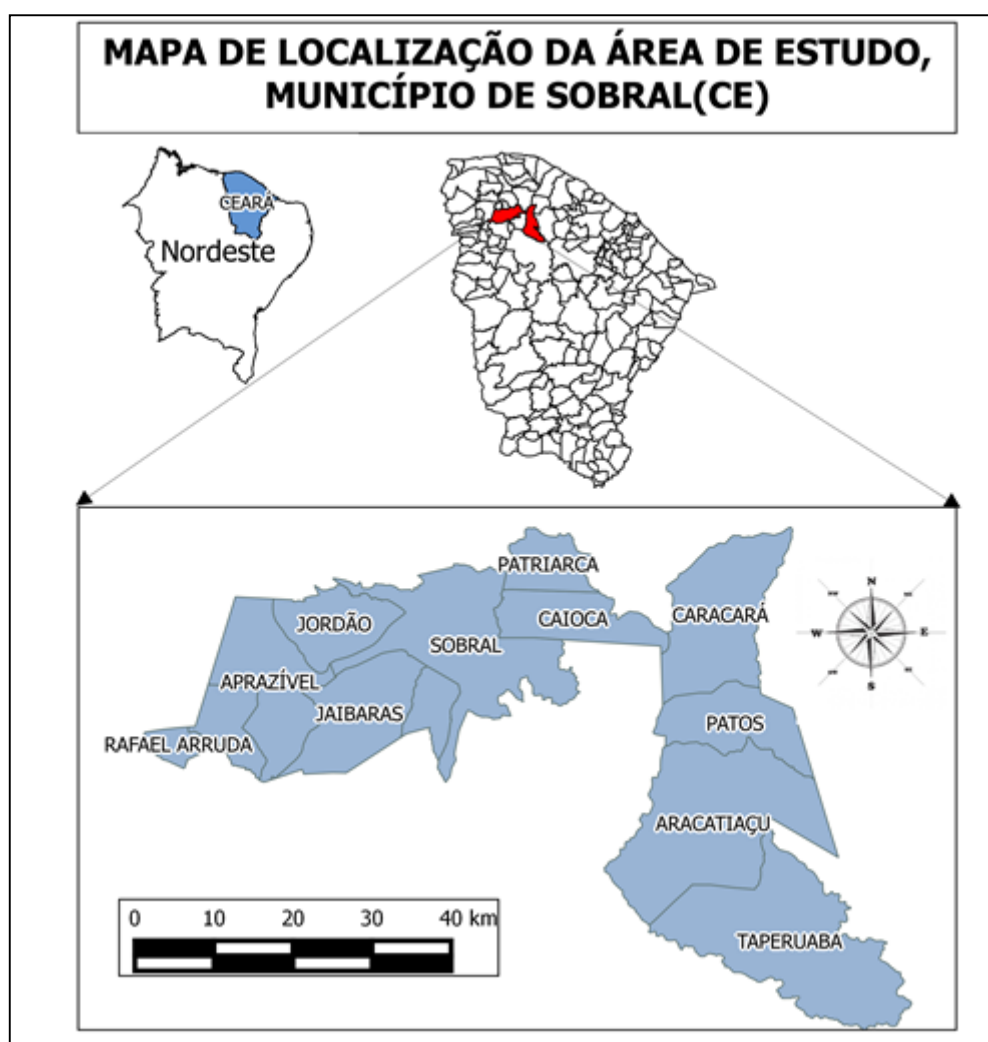 MAPA DE LOCALIZAÇÃO DA ÁREA DE ESTUDO,
MUNICÍPIO DE SOBRAL(CE)
CEARÁ
Nordeste
PATRIARCA
CAIOCA
CARACARÁ
JORDÃO
SOBRAL
APRAZÍVEL
JAIBARAS
RAFAEL ARRUDA
PATOS
ARACATIAÇU
TAPERUABA
N
W
E
S
0 10 20 30 40 km